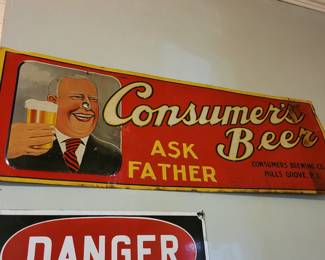 Consumer's
Beer
ASK
FATHER
CONSUMERS BREWING CO.
HILLS GROVE, R.I.
DANGER